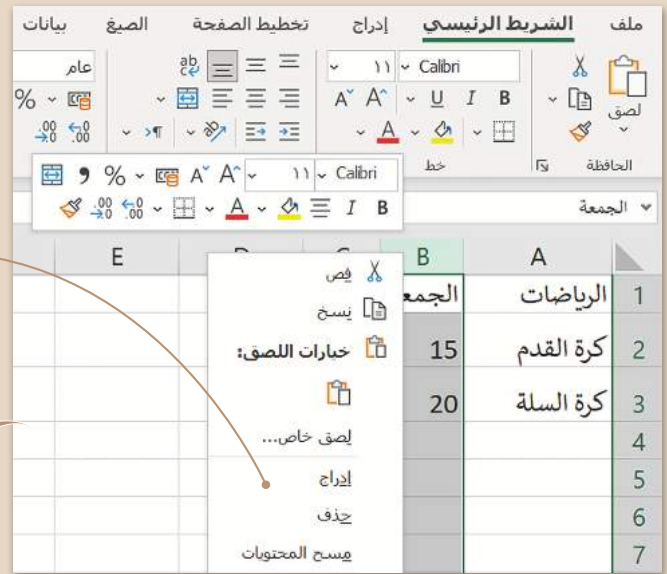 ملف الشريط الرئيسي إدراج تخطيط الصفحة الصيغ بيانات
لصق
Calibri 11
B I U
عام
%
الحافظة
خط
Calibri 11 %
B I
الجمعة
A B E
1 الرياضات الجمع
2 كرة القدم 15
3 كرة السلة 20
4
5
6
7
قص
نسخ
خيارات اللصق:
لصق خاص...
إدراج
حذف
مسح المحتويات